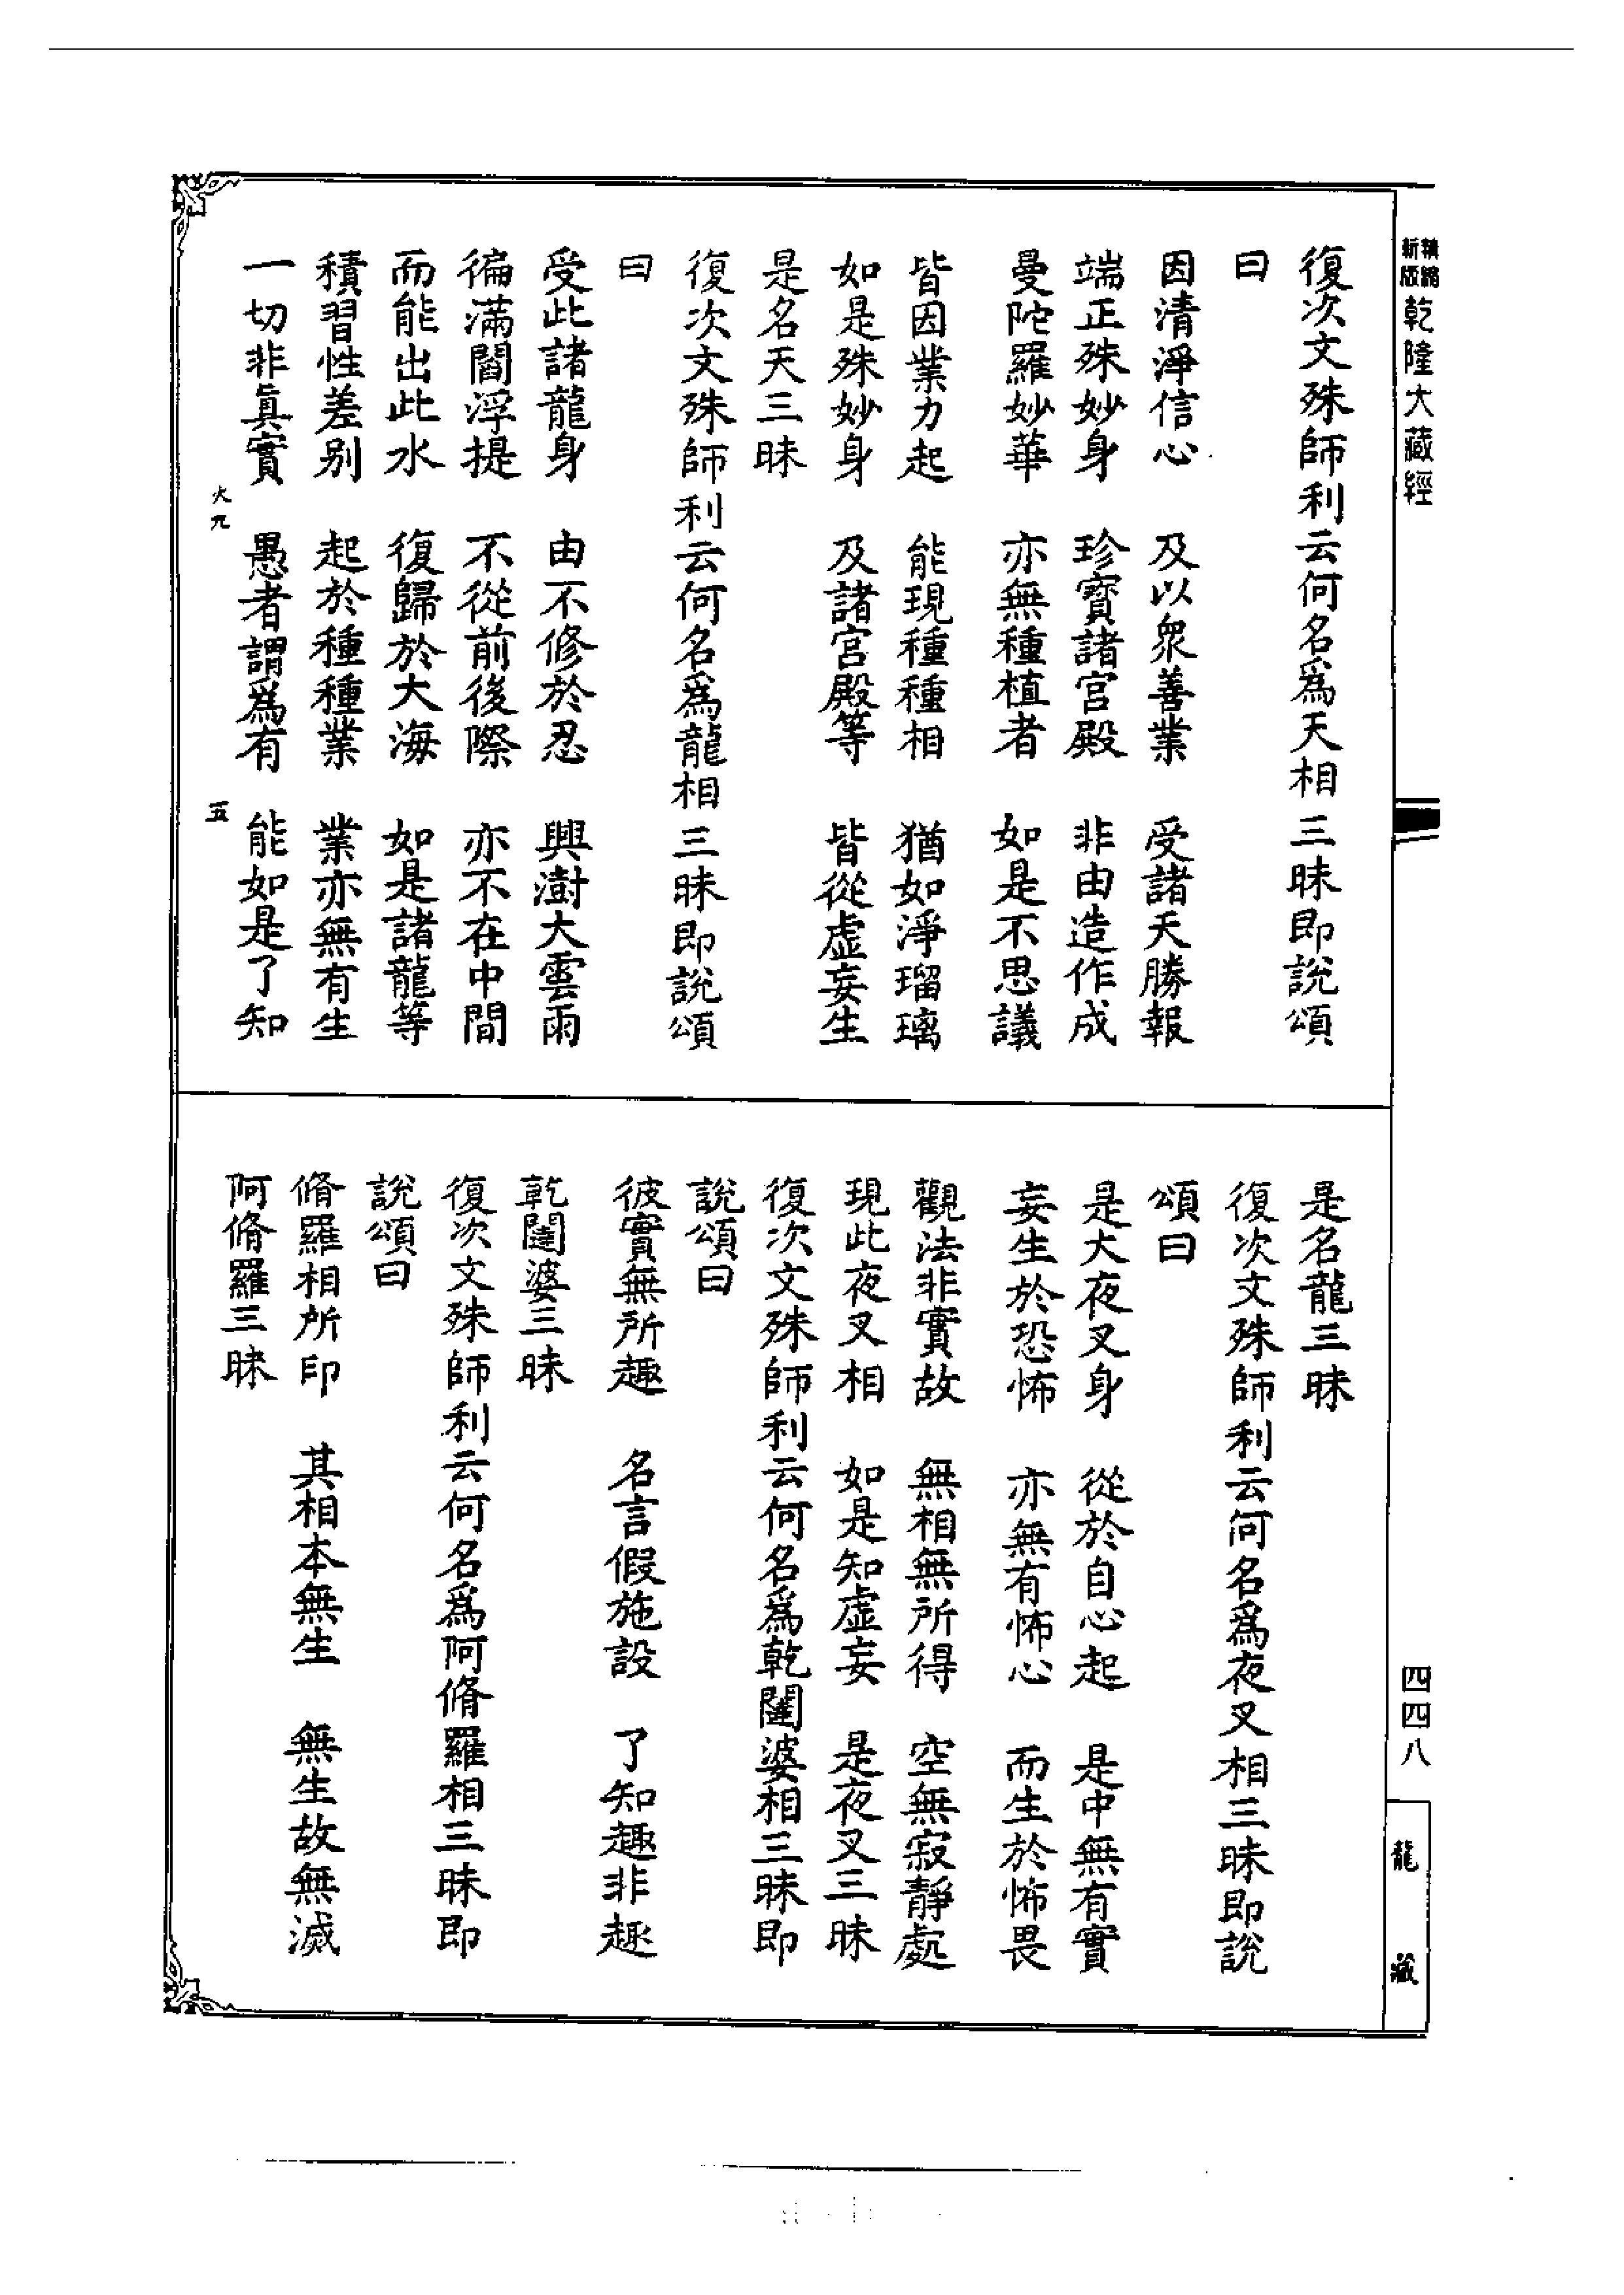 精縮
新版
乾隆大藏經
復次文殊師利云何名爲天相三昧即說頌
曰
因清淨信心　及以衆善業　受諸天勝報
端正殊妙身　珍寶諸宮殿　非由造作成
曼陀羅妙華　亦無種植者　如是不思議
皆因業力起　能現種種相　猶如淨瑠璃
如是殊妙身　及諸宮殿等　皆從虛妄生
是名天三昧
復次文殊師利云何名爲龍相三昧即說頌
曰
受此諸龍身　由不修於忍　興澍大雲雨
徧滿閻浮提　不從前後際　亦不在中間
而能出此水　復歸於大海　如是諸龍等
積習性差別　起於種種業　業亦無有生
一切非眞實　愚者謂爲有　能如是了知
五
是名龍三昧
復次文殊師利云何名爲夜叉相三昧即說
頌曰
是大夜叉身　從於自心起　是中無有實
妄生於恐怖　亦無有怖心　而生於怖畏
觀法非實故　無相無所得　空無寂靜處
現此夜叉相　如是知虛妄　是夜叉三昧
復次文殊師利云何名爲乾闥婆相三昧即
說頌曰
彼實無所趣　名言假施設　了知趣非趣
乾闥婆三昧
復次文殊師利云何名爲阿脩羅相三昧即
說頌曰
脩羅相所印　其相本無生　無生故無滅
阿脩羅三昧
四四八
龍藏